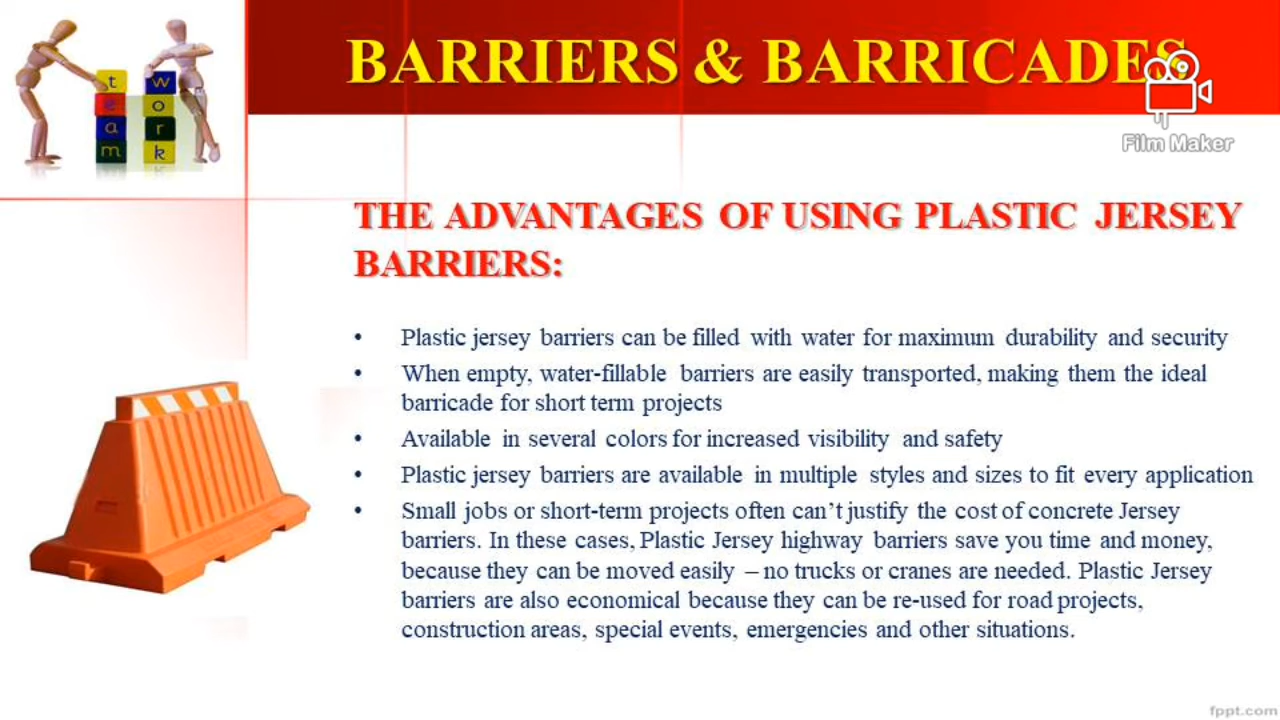 BARRIERS & BARRICADES
Film Maker
t w
e o
a r
m k
THE ADVANTAGES OF USING PLASTIC JERSEY
BARRIERS:
• Plastic jersey barriers can be filled with water for maximum durability and security
• When empty, water-fillable barriers are easily transported, making them the ideal
barricade for short term projects
• Available in several colors for increased visibility and safety
• Plastic jersey barriers are available in multiple styles and sizes to fit every application
• Small jobs or short-term projects often can’t justify the cost of concrete Jersey
barriers. In these cases, Plastic Jersey highway barriers save you time and money,
because they can be moved easily – no trucks or cranes are needed. Plastic Jersey
barriers are also economical because they can be re-used for road projects,
construction areas, special events, emergencies and other situations.
fppt.com